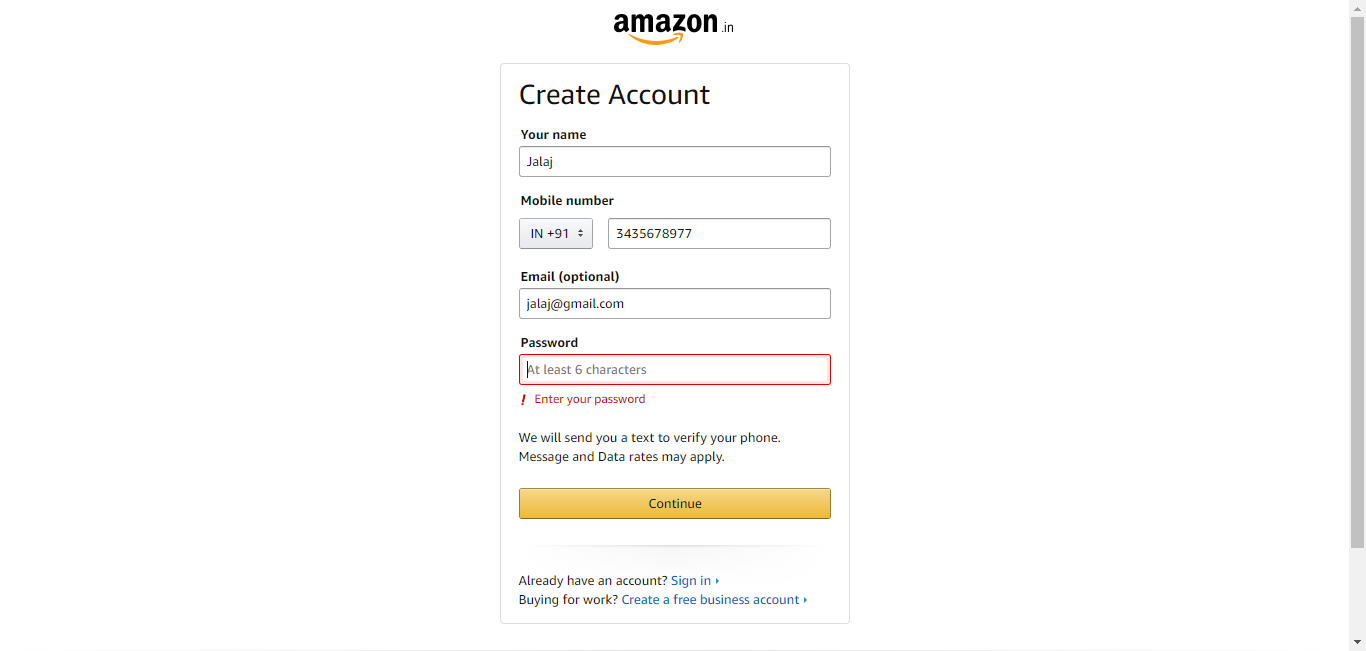 amazon.in
Create Account
Your name
Jalaj
Mobile number
IN +91 3435678977
Email (optional)
jalaj@gmail.com
Password
At least 6 characters
! Enter your password
We will send you a text to verify your phone.
Message and Data rates may apply.
Continue
Already have an account? Sign in
Buying for work? Create a free business account